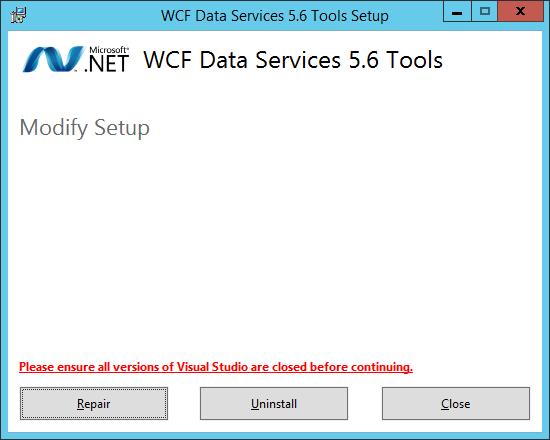 WCF Data Services 5.6 Tools Setup
Microsoft®
.NET
WCF Data Services 5.6 Tools
Modify Setup
Please ensure all versions of Visual Studio are closed before continuing.
Repair
Uninstall
Close